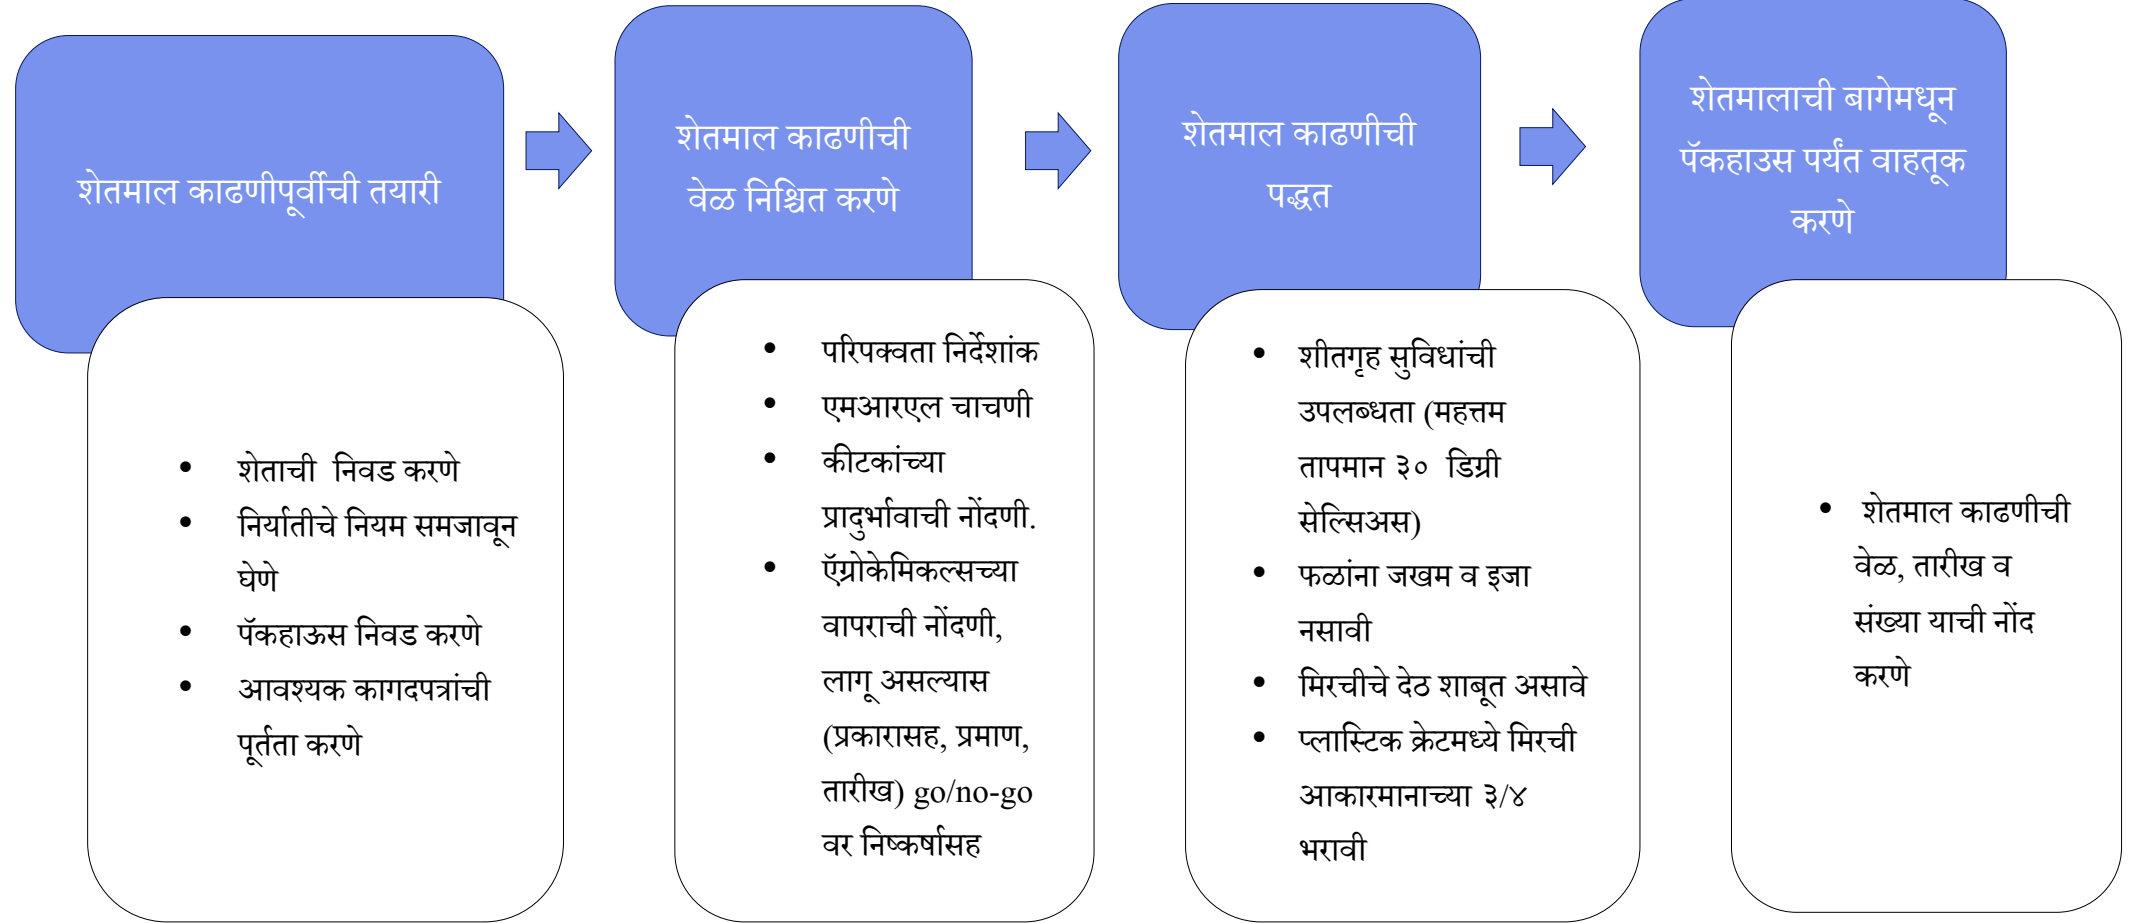 शेतमाल काढणीपूर्वीची तयारी
• शेताची निवड करणे
• निर्यातीचे नियम समजावून
घेणे
• पॅकहाऊस निवड करणे
• आवश्यक कागदपत्रांची
पूर्तता करणे
शेतमाल काढणीची
वेळ निश्चित करणे
• परिपक्वता निर्देशांक
• एमआरएल चाचणी
• कीटकांच्या
प्रादुर्भावाची नोंदणी.
• ऍग्रोकेमिकल्सच्या
वापराची नोंदणी,
लागू असल्यास
(प्रकारासह, प्रमाण,
तारीख) go/no-go
वर निष्कर्षासह
शेतमाल काढणीची
पद्धत
• शीतगृह सुविधांची
उपलब्धता (महत्तम
तापमान ३० डिग्री
सेल्सिअस)
• फळांना जखम व इजा
नसावी
• मिरचीचे देठ शाबूत असावे
• प्लास्टिक क्रेटमध्ये मिरची
आकारमानाच्या ३/४
भरावी
शेतमालाची बागेमधून
पॅकहाउस पर्यंत वाहतूक
करणे
• शेतमाल काढणीची
वेळ, तारीख व
संख्या याची नोंद
करणे